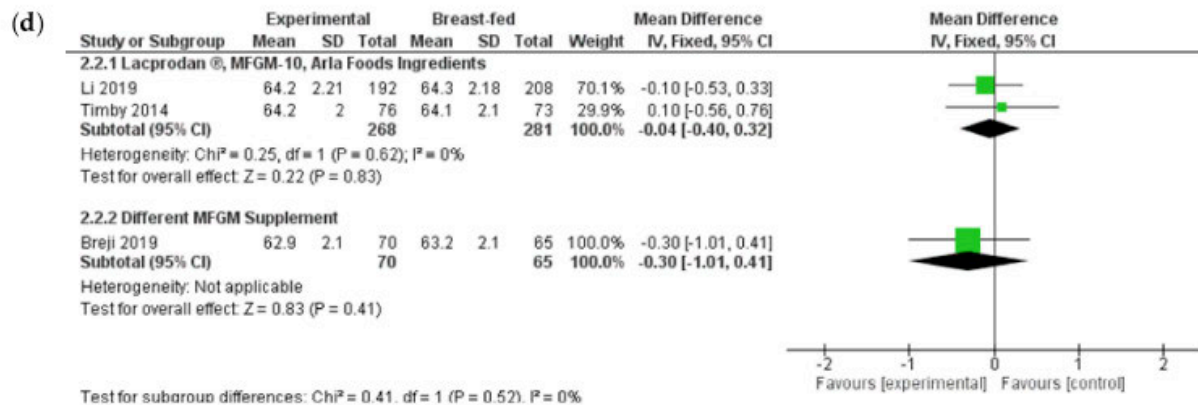 (d)
Experimental Breast-fed Mean Difference Mean Difference
Study or Subgroup Mean SD Total Mean SD Total Weight IV, Fixed, 95% CI IV, Fixed, 95% CI
2.2.1 Lacprodan ®, MFGM-10, Arla Foods Ingredients
Li 2019 64.2 2.21 192 64.3 2.18 208 70.1% -0.10 [-0.53, 0.33]
Timby 2014 64.2 2 76 64.1 2.1 73 29.9% 0.10 [-0.56, 0.76]
Subtotal (95% CI) 268 281 100.0% -0.04 [-0.40, 0.32]
Heterogeneity: Chi² = 0.25, df = 1 (P = 0.62); I² = 0%
Test for overall effect: Z = 0.22 (P = 0.83)
2.2.2 Different MFGM Supplement
Breji 2019 62.9 2.1 70 63.2 2.1 65 100.0% -0.30 [-1.01, 0.41]
Subtotal (95% CI) 70 65 100.0% -0.30 [-1.01, 0.41]
Heterogeneity: Not applicable
Test for overall effect: Z = 0.83 (P = 0.41)
-2 -1 0 1 2
Favours [experimental] Favours [control]
Test for subgroup differences: Chi² = 0.41, df = 1 (P = 0.52), I² = 0%